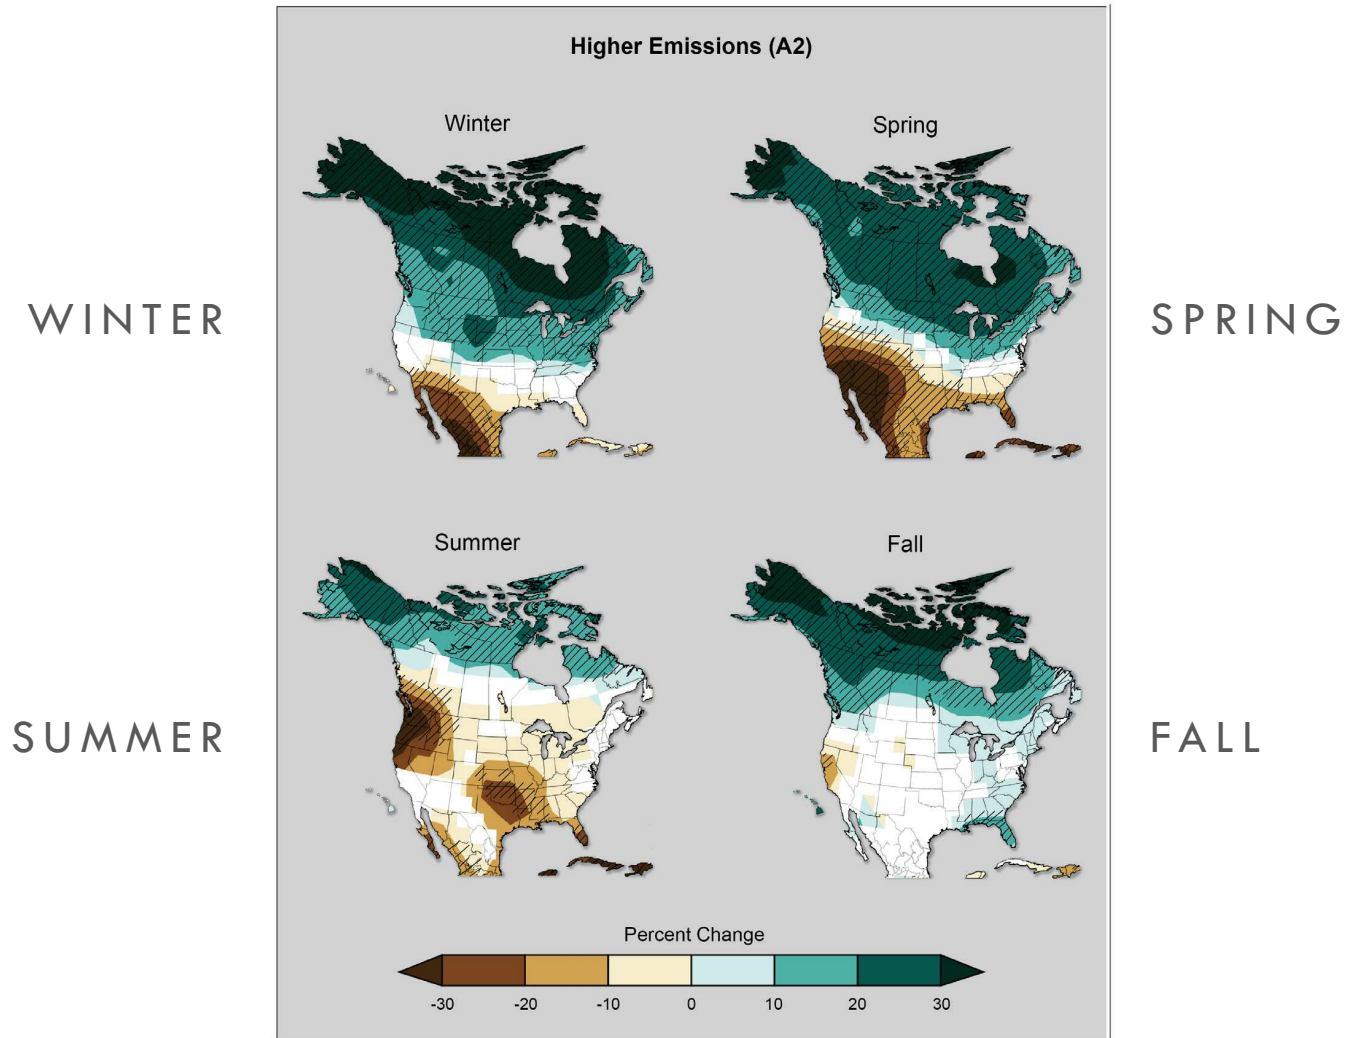 Higher Emissions (A2)
Winter
Spring
WINTER
SPRING
Summer
Fall
SUMMER
FALL
Percent Change
-30 -20 -10 0 10 20 30